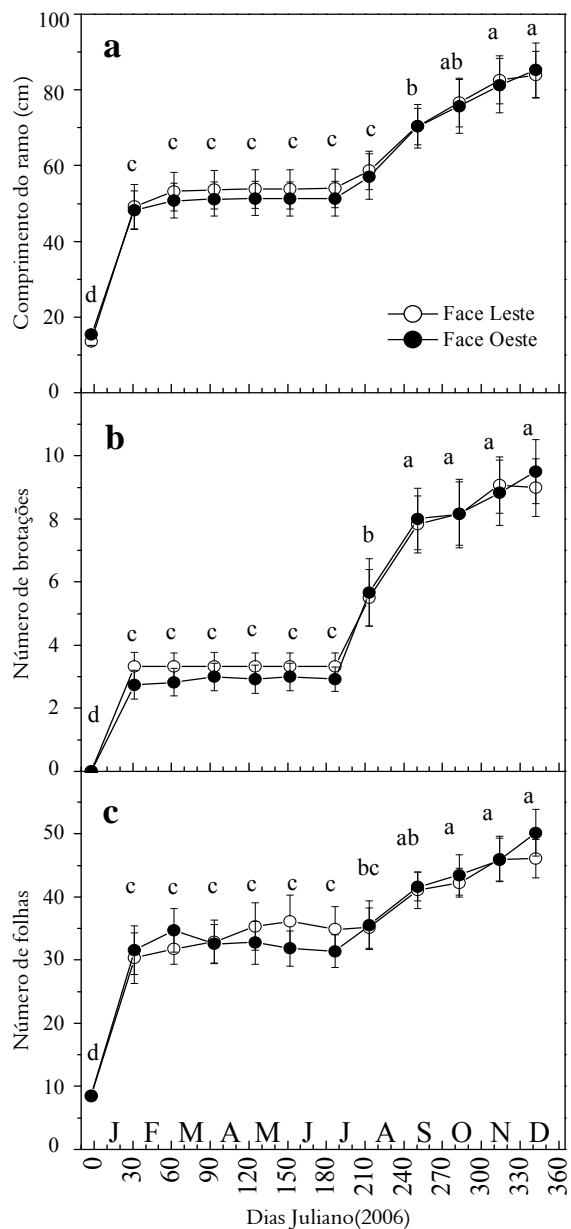 100
a
80
60
40
20
0
Comprimento do ramo (cm)
d
c
c
c
c
c
c
c
b
ab
a
a
Face Leste
Face Oeste
b
10
8
6
4
2
0
Número de brotações
d
c
c
c
c
c
c
b
a
a
a
a
c
50
40
30
20
10
0
Número de folhas
d
c
c
c
c
c
c
bc
ab
a
a
a
J F M A M J J A S O N D
0 30 60 90 120 150 180 210 240 270 300 330 360
Dias Juliano(2006)